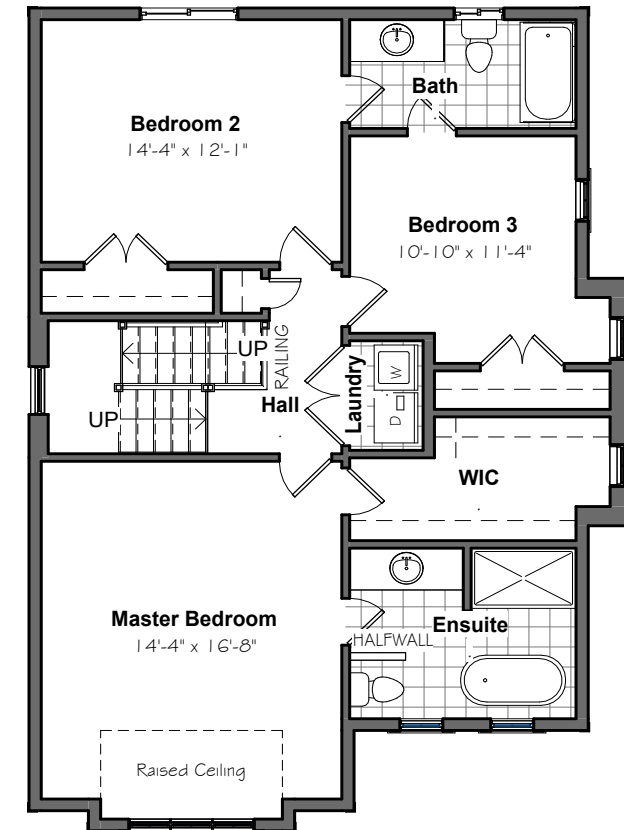 Bath
Bedroom 2
14'-4" x 12'-1"
Bedroom 3
10'-10" x 11'-4"
RAILING
UP
Laundry
W
D
Hall
UP
WIC
Master Bedroom
14'-4" x 16'-8"
Ensuite
HALFWALL
Raised Ceiling